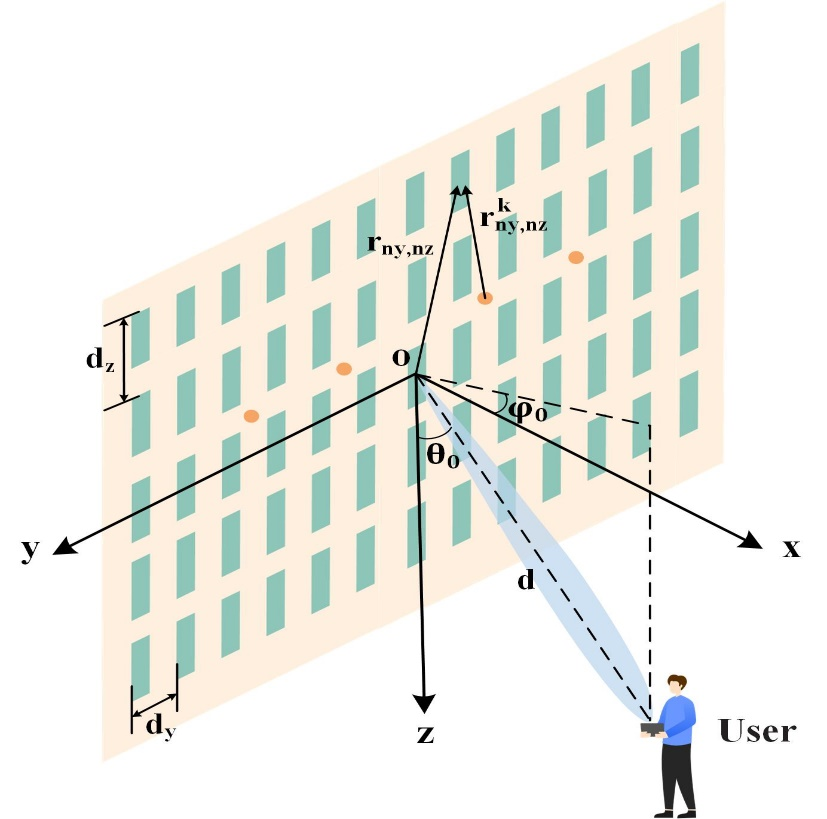 r^k_ny,nz
r_ny,nz
d_z
o
φ_0
θ_0
y
x
d
d_y
z
User